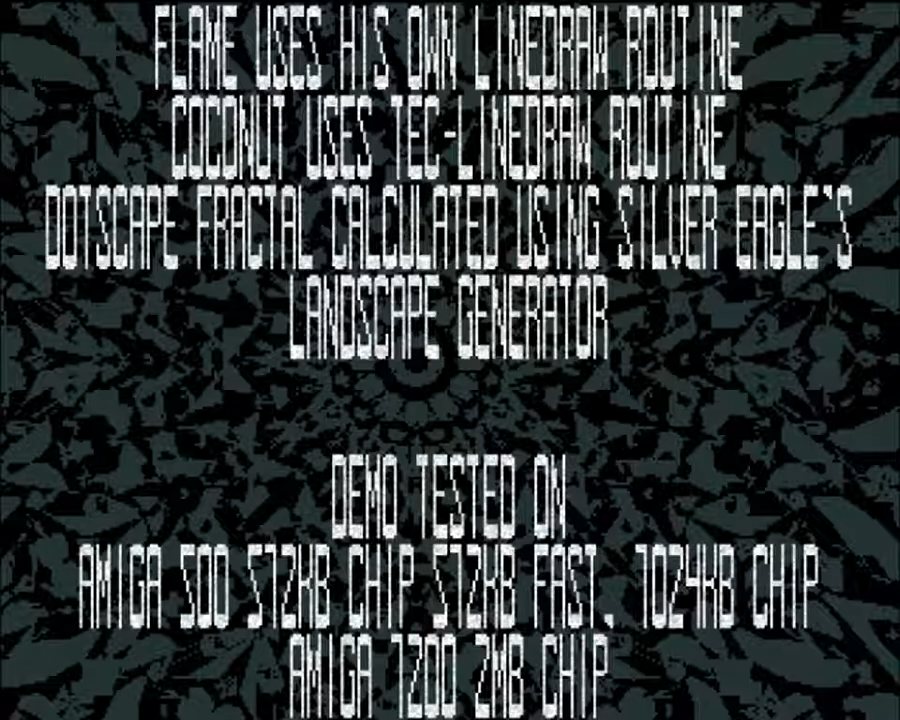 FLAME USES HIS OWN LINEDRAW ROUTINE
COCONUT USES TEC-LINEDRAW ROUTINE
DOTSCAPE FRACTAL CALCULATED USING SILVER EAGLE'S
LANDSCAPE GENERATOR
DEMO TESTED ON
AMIGA 500 512KB CHIP 512KB FAST, 1024KB CHIP
AMIGA 1200 2MB CHIP